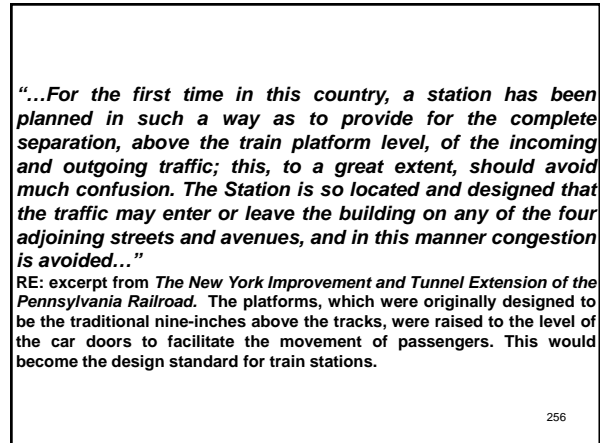 “…For the first time in this country, a station has been
planned in such a way as to provide for the complete
separation, above the train platform level, of the incoming
and outgoing traffic; this, to a great extent, should avoid
much confusion. The Station is so located and designed that
the traffic may enter or leave the building on any of the four
adjoining streets and avenues, and in this manner congestion
is avoided…”
RE: excerpt from The New York Improvement and Tunnel Extension of the
Pennsylvania Railroad. The platforms, which were originally designed to
be the traditional nine-inches above the tracks, were raised to the level of
the car doors to facilitate the movement of passengers. This would
become the design standard for train stations.
256